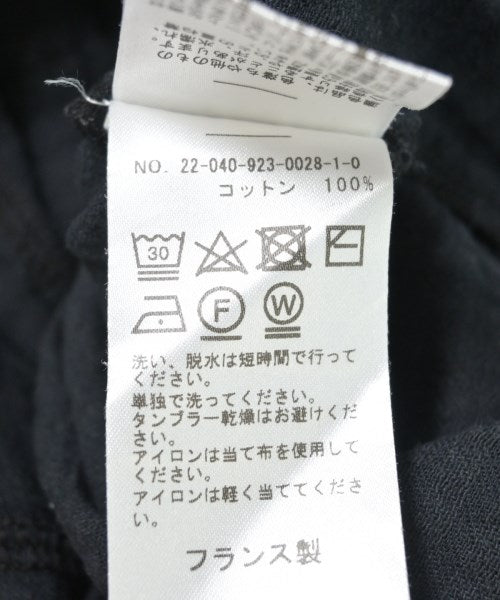 NO. 22-040-923-0028-1-0
コットン 100%
30
F
W
洗い、脱水は短時間で行って
ください。
単独で洗ってください。
タンブラー乾燥はお避けくだ
さい。
アイロンは当て布を使用して
ください。
アイロンは軽く当ててくださ
い。
フランス製